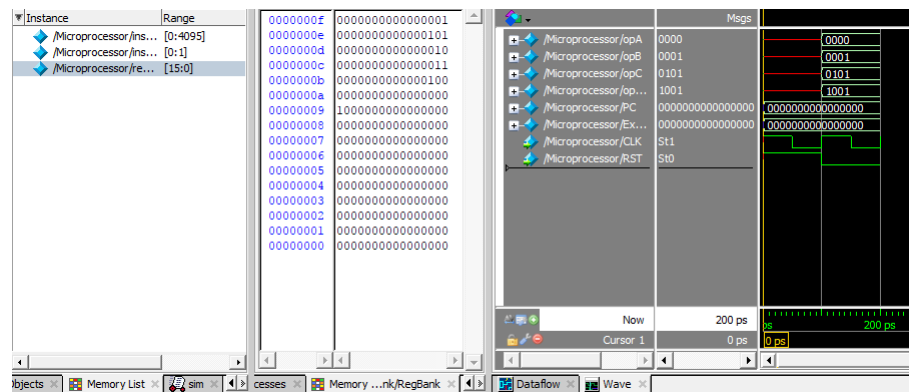 Instance Range
/Microprocessor/ins... [0:4095]
/Microprocessor/ins... [0:1]
/Microprocessor/re... [15:0]
0000000f 0000000000000001
0000000e 0000000000000101
0000000d 0000000000000010
0000000c 0000000000000011
0000000b 0000000000000100
0000000a 0000000000000000
00000009 1000000000000000
00000008 0000000000000000
00000007 0000000000000000
00000006 0000000000000000
00000005 0000000000000000
00000004 0000000000000000
00000003 0000000000000000
00000002 0000000000000000
00000001 0000000000000000
00000000 0000000000000000
Msgs
/Microprocessor/opA 0000 0000
/Microprocessor/opB 0001 0001
/Microprocessor/opC 0101 0101
/Microprocessor/op... 1001 1001
/Microprocessor/PC 0000000000000000 0000000000000000
/Microprocessor/Ex... 0000000000000000 0000000000000000
/Microprocessor/CLK St1
/Microprocessor/RST St0
Now 200 ps ps 200 ps
Cursor 1 0 ps 0 ps
bjects Memory List sim cesses Memory ...nk/RegBank Dataflow Wave